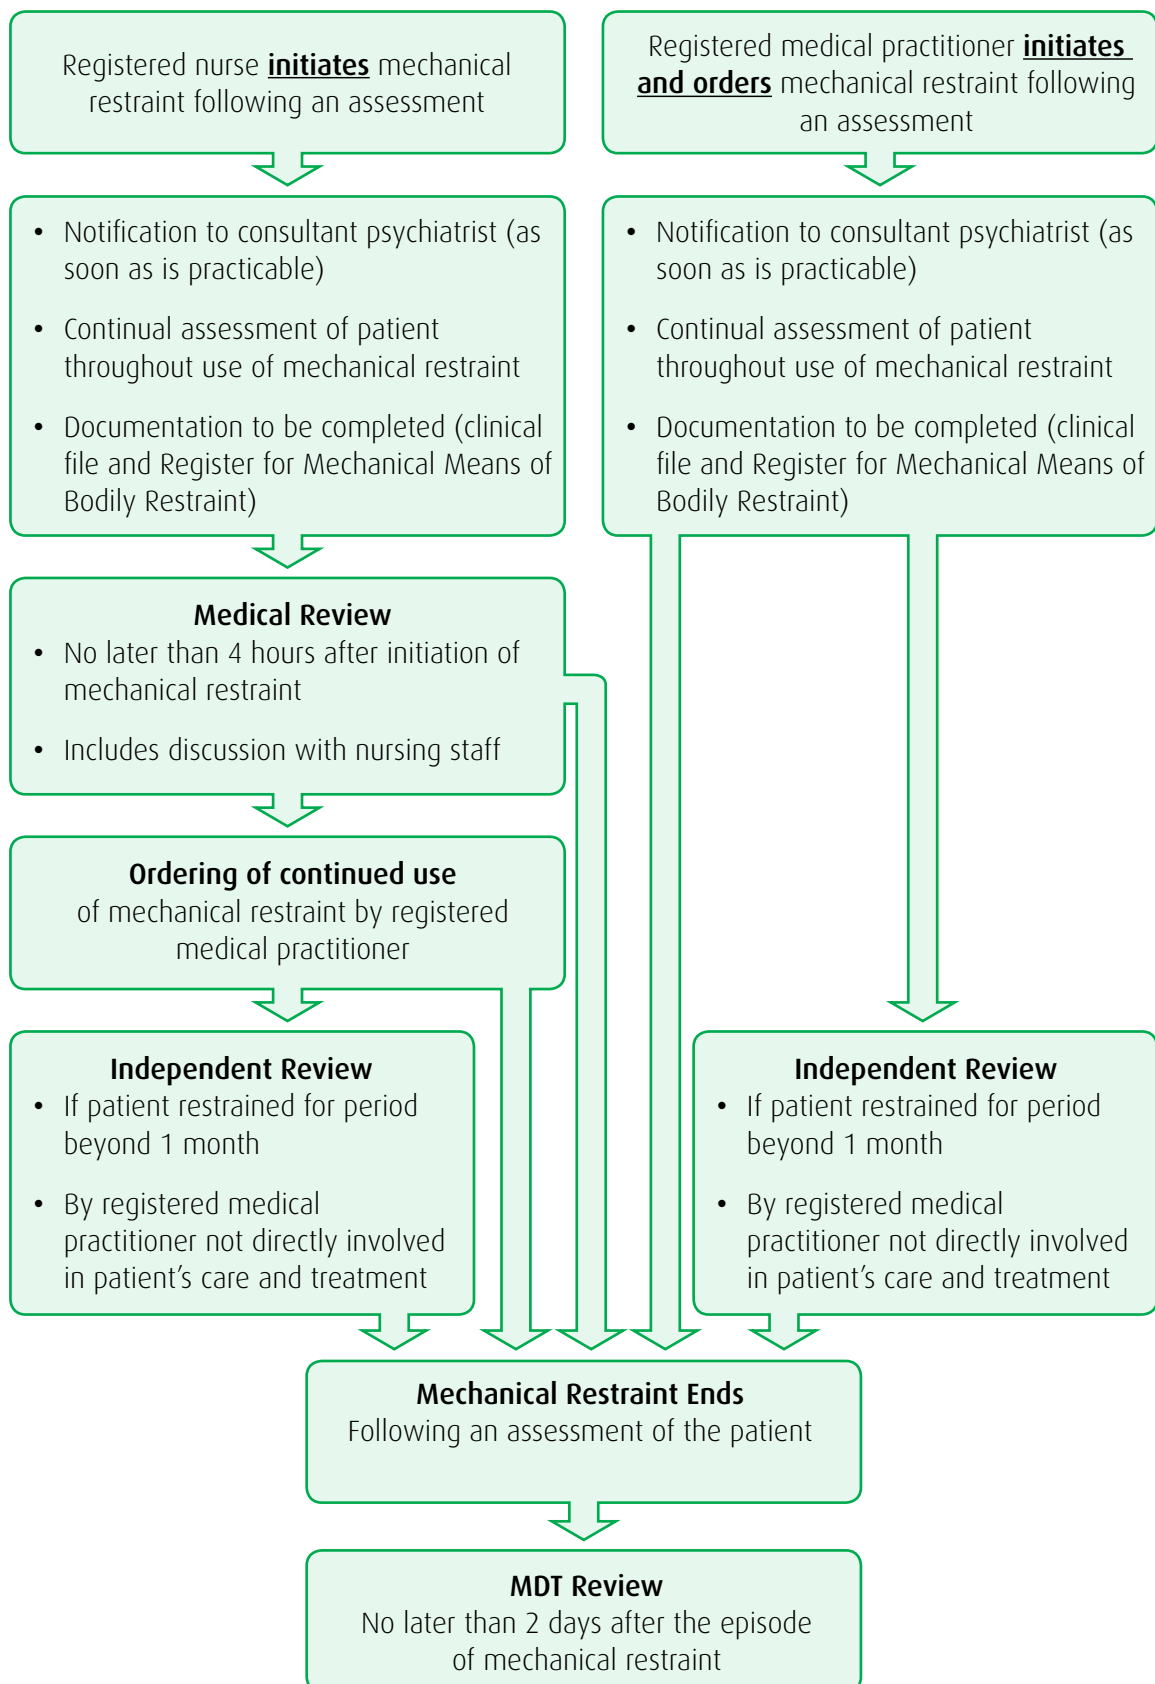 Registered nurse initiates mechanical
restraint following an assessment
Registered medical practitioner initiates
and orders mechanical restraint following
an assessment
• Notification to consultant psychiatrist (as
soon as is practicable)
• Continual assessment of patient
throughout use of mechanical restraint
• Documentation to be completed (clinical
file and Register for Mechanical Means of
Bodily Restraint)
• Notification to consultant psychiatrist (as
soon as is practicable)
• Continual assessment of patient
throughout use of mechanical restraint
• Documentation to be completed (clinical
file and Register for Mechanical Means of
Bodily Restraint)
Medical Review
• No later than 4 hours after initiation of
mechanical restraint
• Includes discussion with nursing staff
Ordering of continued use
of mechanical restraint by registered
medical practitioner
Independent Review
• If patient restrained for period
beyond 1 month
• By registered medical
practitioner not directly involved
in patient’s care and treatment
Independent Review
• If patient restrained for period
beyond 1 month
• By registered medical
practitioner not directly involved
in patient’s care and treatment
Mechanical Restraint Ends
Following an assessment of the patient
MDT Review
No later than 2 days after the episode
of mechanical restraint